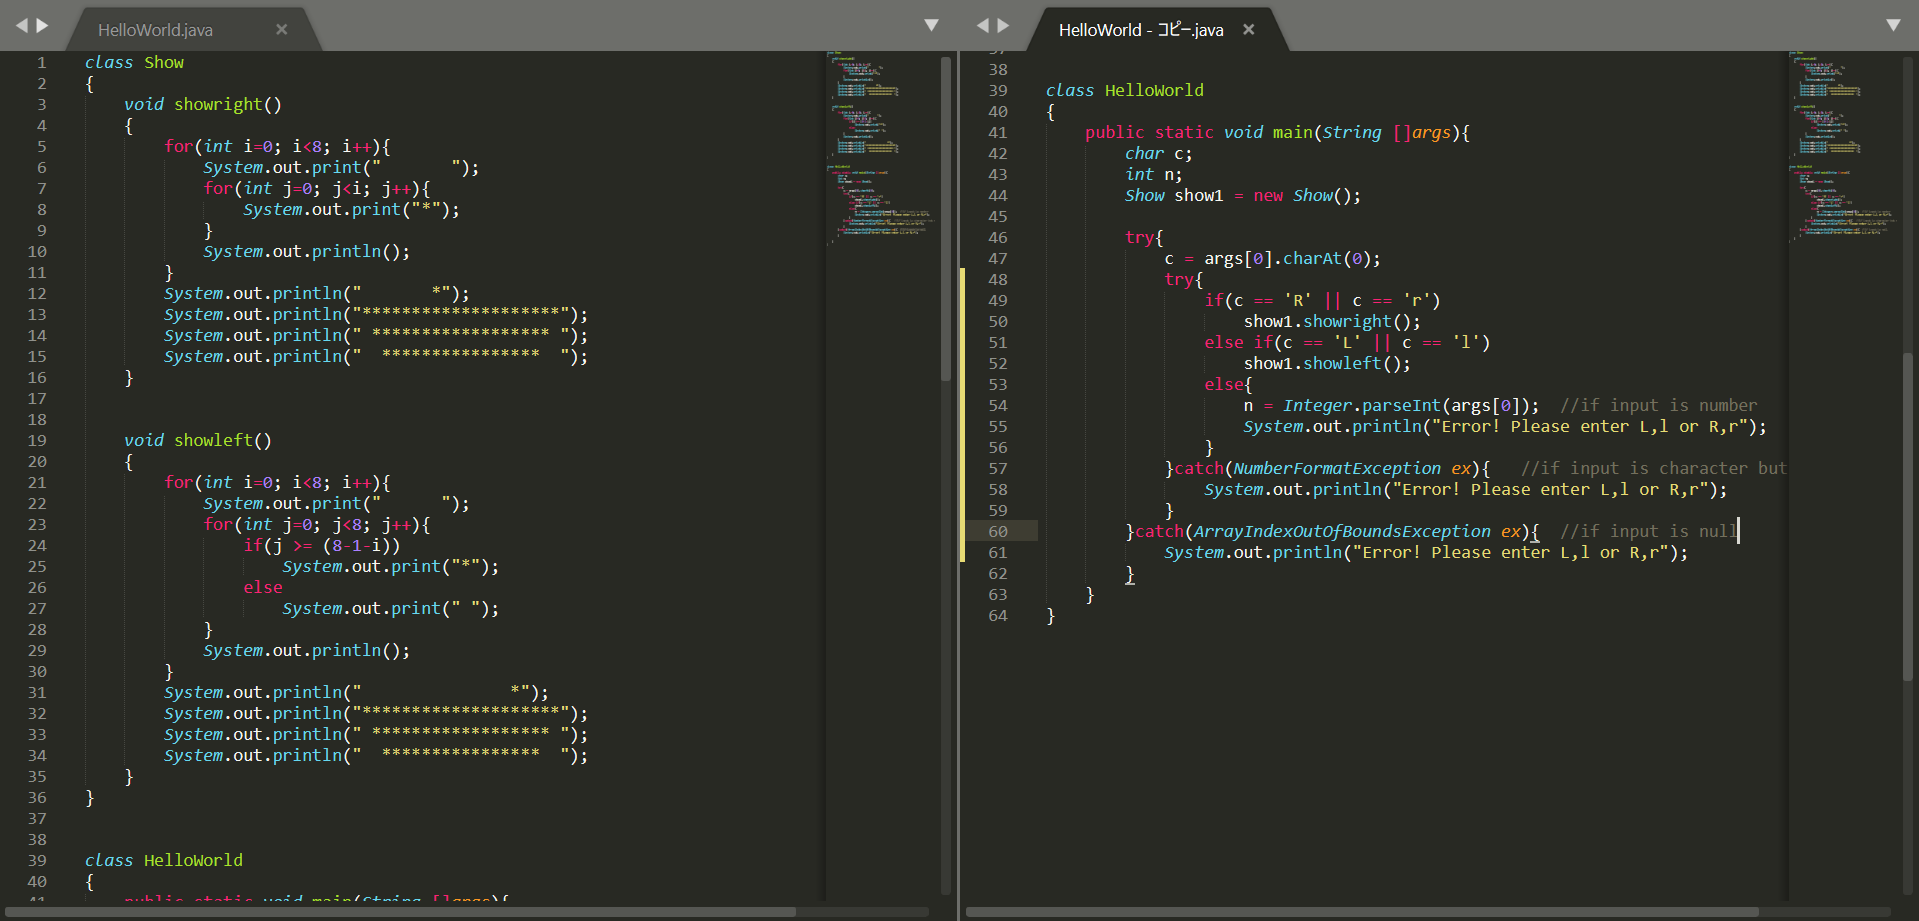 HelloWorld.java ×
1 class Show
2 {
3     void showright()
4     {
5         for(int i=0; i<8; i++){
6             System.out.print("       ");
7             for(int j=0; j<i; j++){
8                 System.out.print("*");
9             }
10             System.out.println();
11         }
12         System.out.println("       *");
13         System.out.println("********************");
14         System.out.println(" ****************** ");
15         System.out.println("  ****************  ");
16     }
17
18
19     void showleft()
20     {
21         for(int i=0; i<8; i++){
22             System.out.print("      ");
23             for(int j=0; j<8; j++){
24                 if(j >= (8-1-i))
25                     System.out.print("*");
26                 else
27                     System.out.print(" ");
28             }
29             System.out.println();
30         }
31         System.out.println("               *");
32         System.out.println("********************");
33         System.out.println(" ****************** ");
34         System.out.println("  ****************  ");
35     }
36 }
37
38
39 class HelloWorld
40 {
41     public static void main(String []args){
HelloWorld - コピー.java ×
37
38
39 class HelloWorld
40 {
41     public static void main(String []args){
42         char c;
43         int n;
44         Show show1 = new Show();
45
46         try{
47             c = args[0].charAt(0);
48             try{
49                 if(c == 'R' || c == 'r')
50                     show1.showright();
51                 else if(c == 'L' || c == 'l')
52                     show1.showleft();
53                 else{
54                     n = Integer.parseInt(args[0]);  //if input is number
55                     System.out.println("Error! Please enter L,l or R,r");
56                 }
57             }catch(NumberFormatException ex){   //if input is character but
58                 System.out.println("Error! Please enter L,l or R,r");
59             }
60         }catch(ArrayIndexOutOfBoundsException ex){  //if input is null
61             System.out.println("Error! Please enter L,l or R,r");
62         }
63     }
64 }